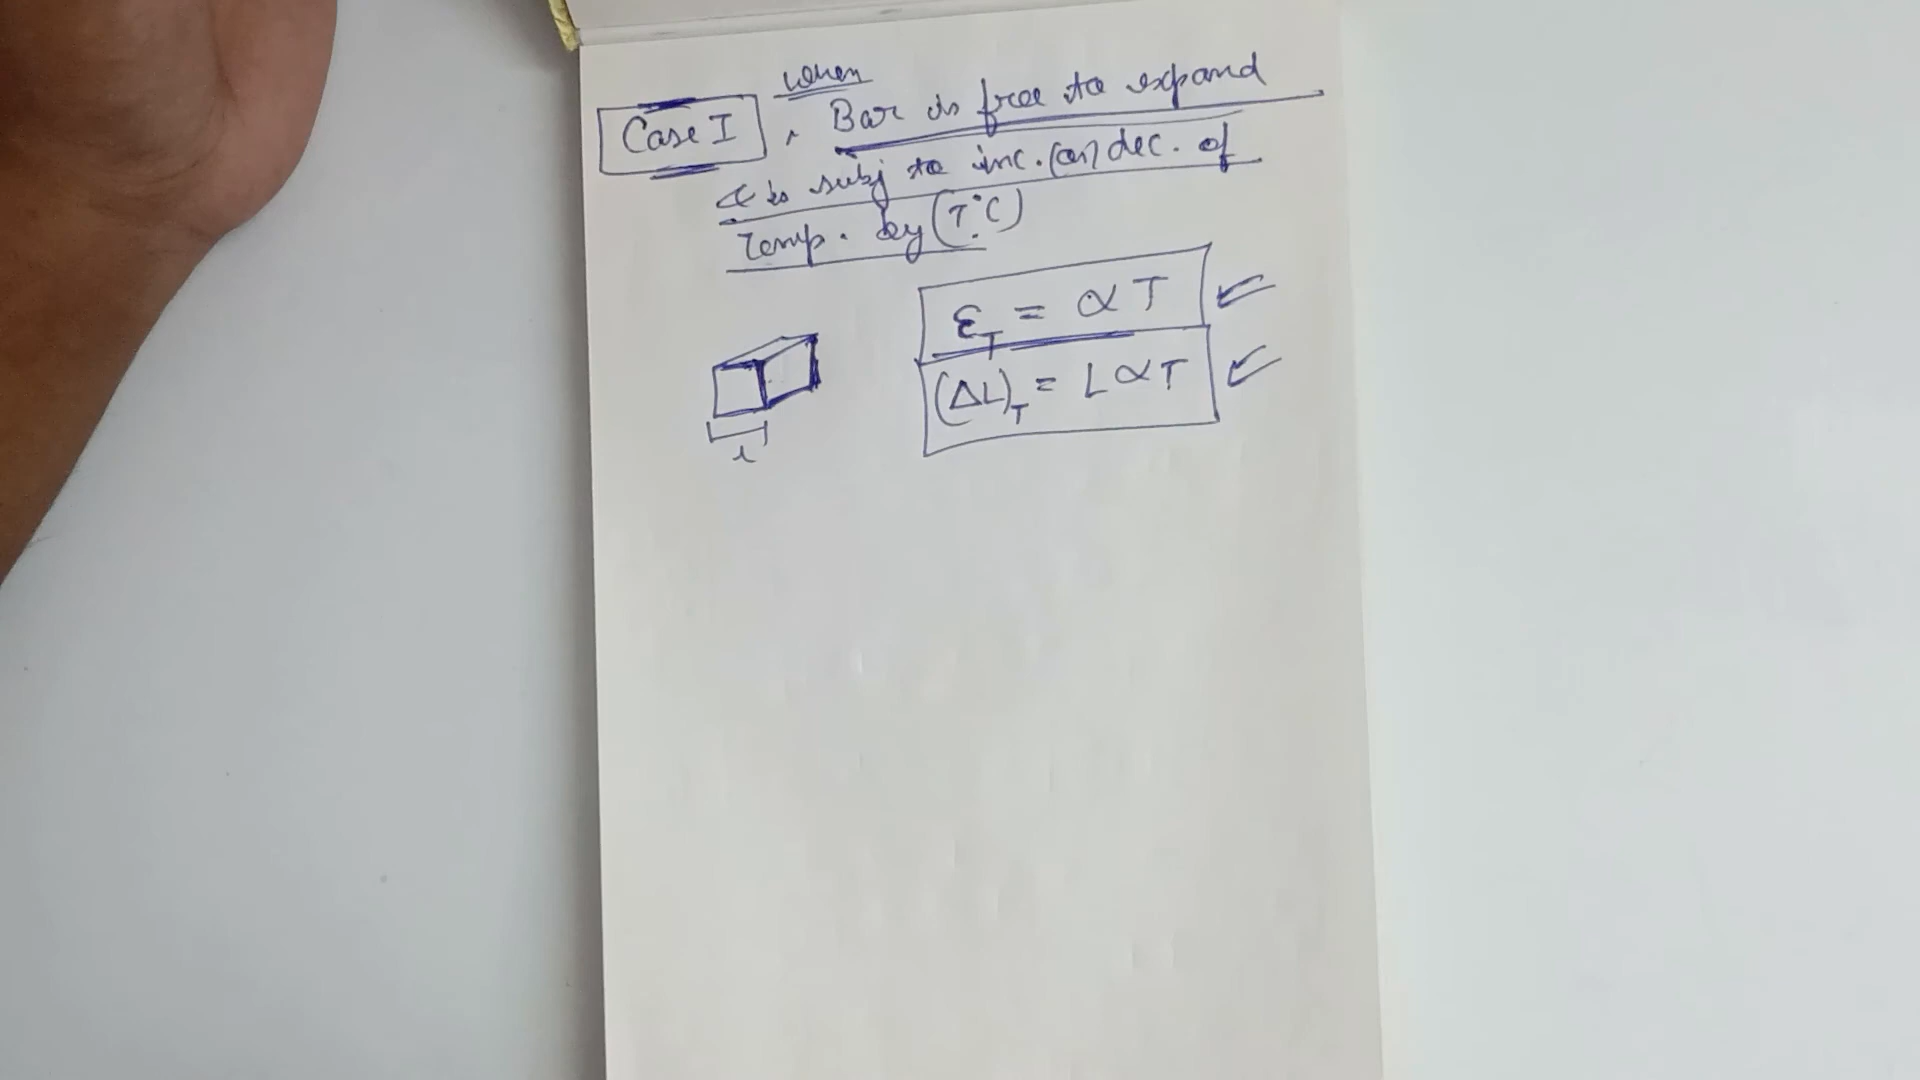 when
Case I , Bar is free to expand
& is subj to inc. (or) dec. of
Temp. by (T°C)
ε_T = αT
(ΔL)_T = LαT